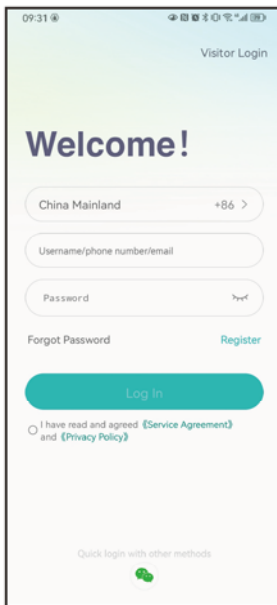 09:31
Visitor Login
Welcome!
China Mainland +86 >
Username/phone number/email
Password
Forgot Password Register
Log In
I have read and agreed 《Service Agreement》
and 《Privacy Policy》
Quick login with other methods